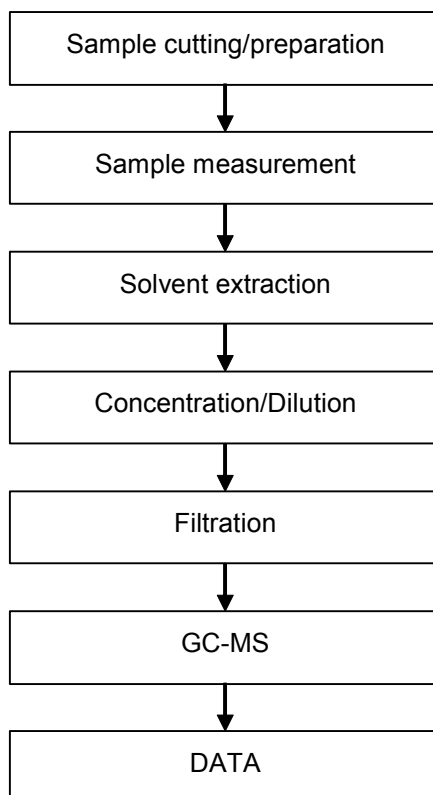 Sample cutting/preparation
Sample measurement
Solvent extraction
Concentration/Dilution
Filtration
GC-MS
DATA